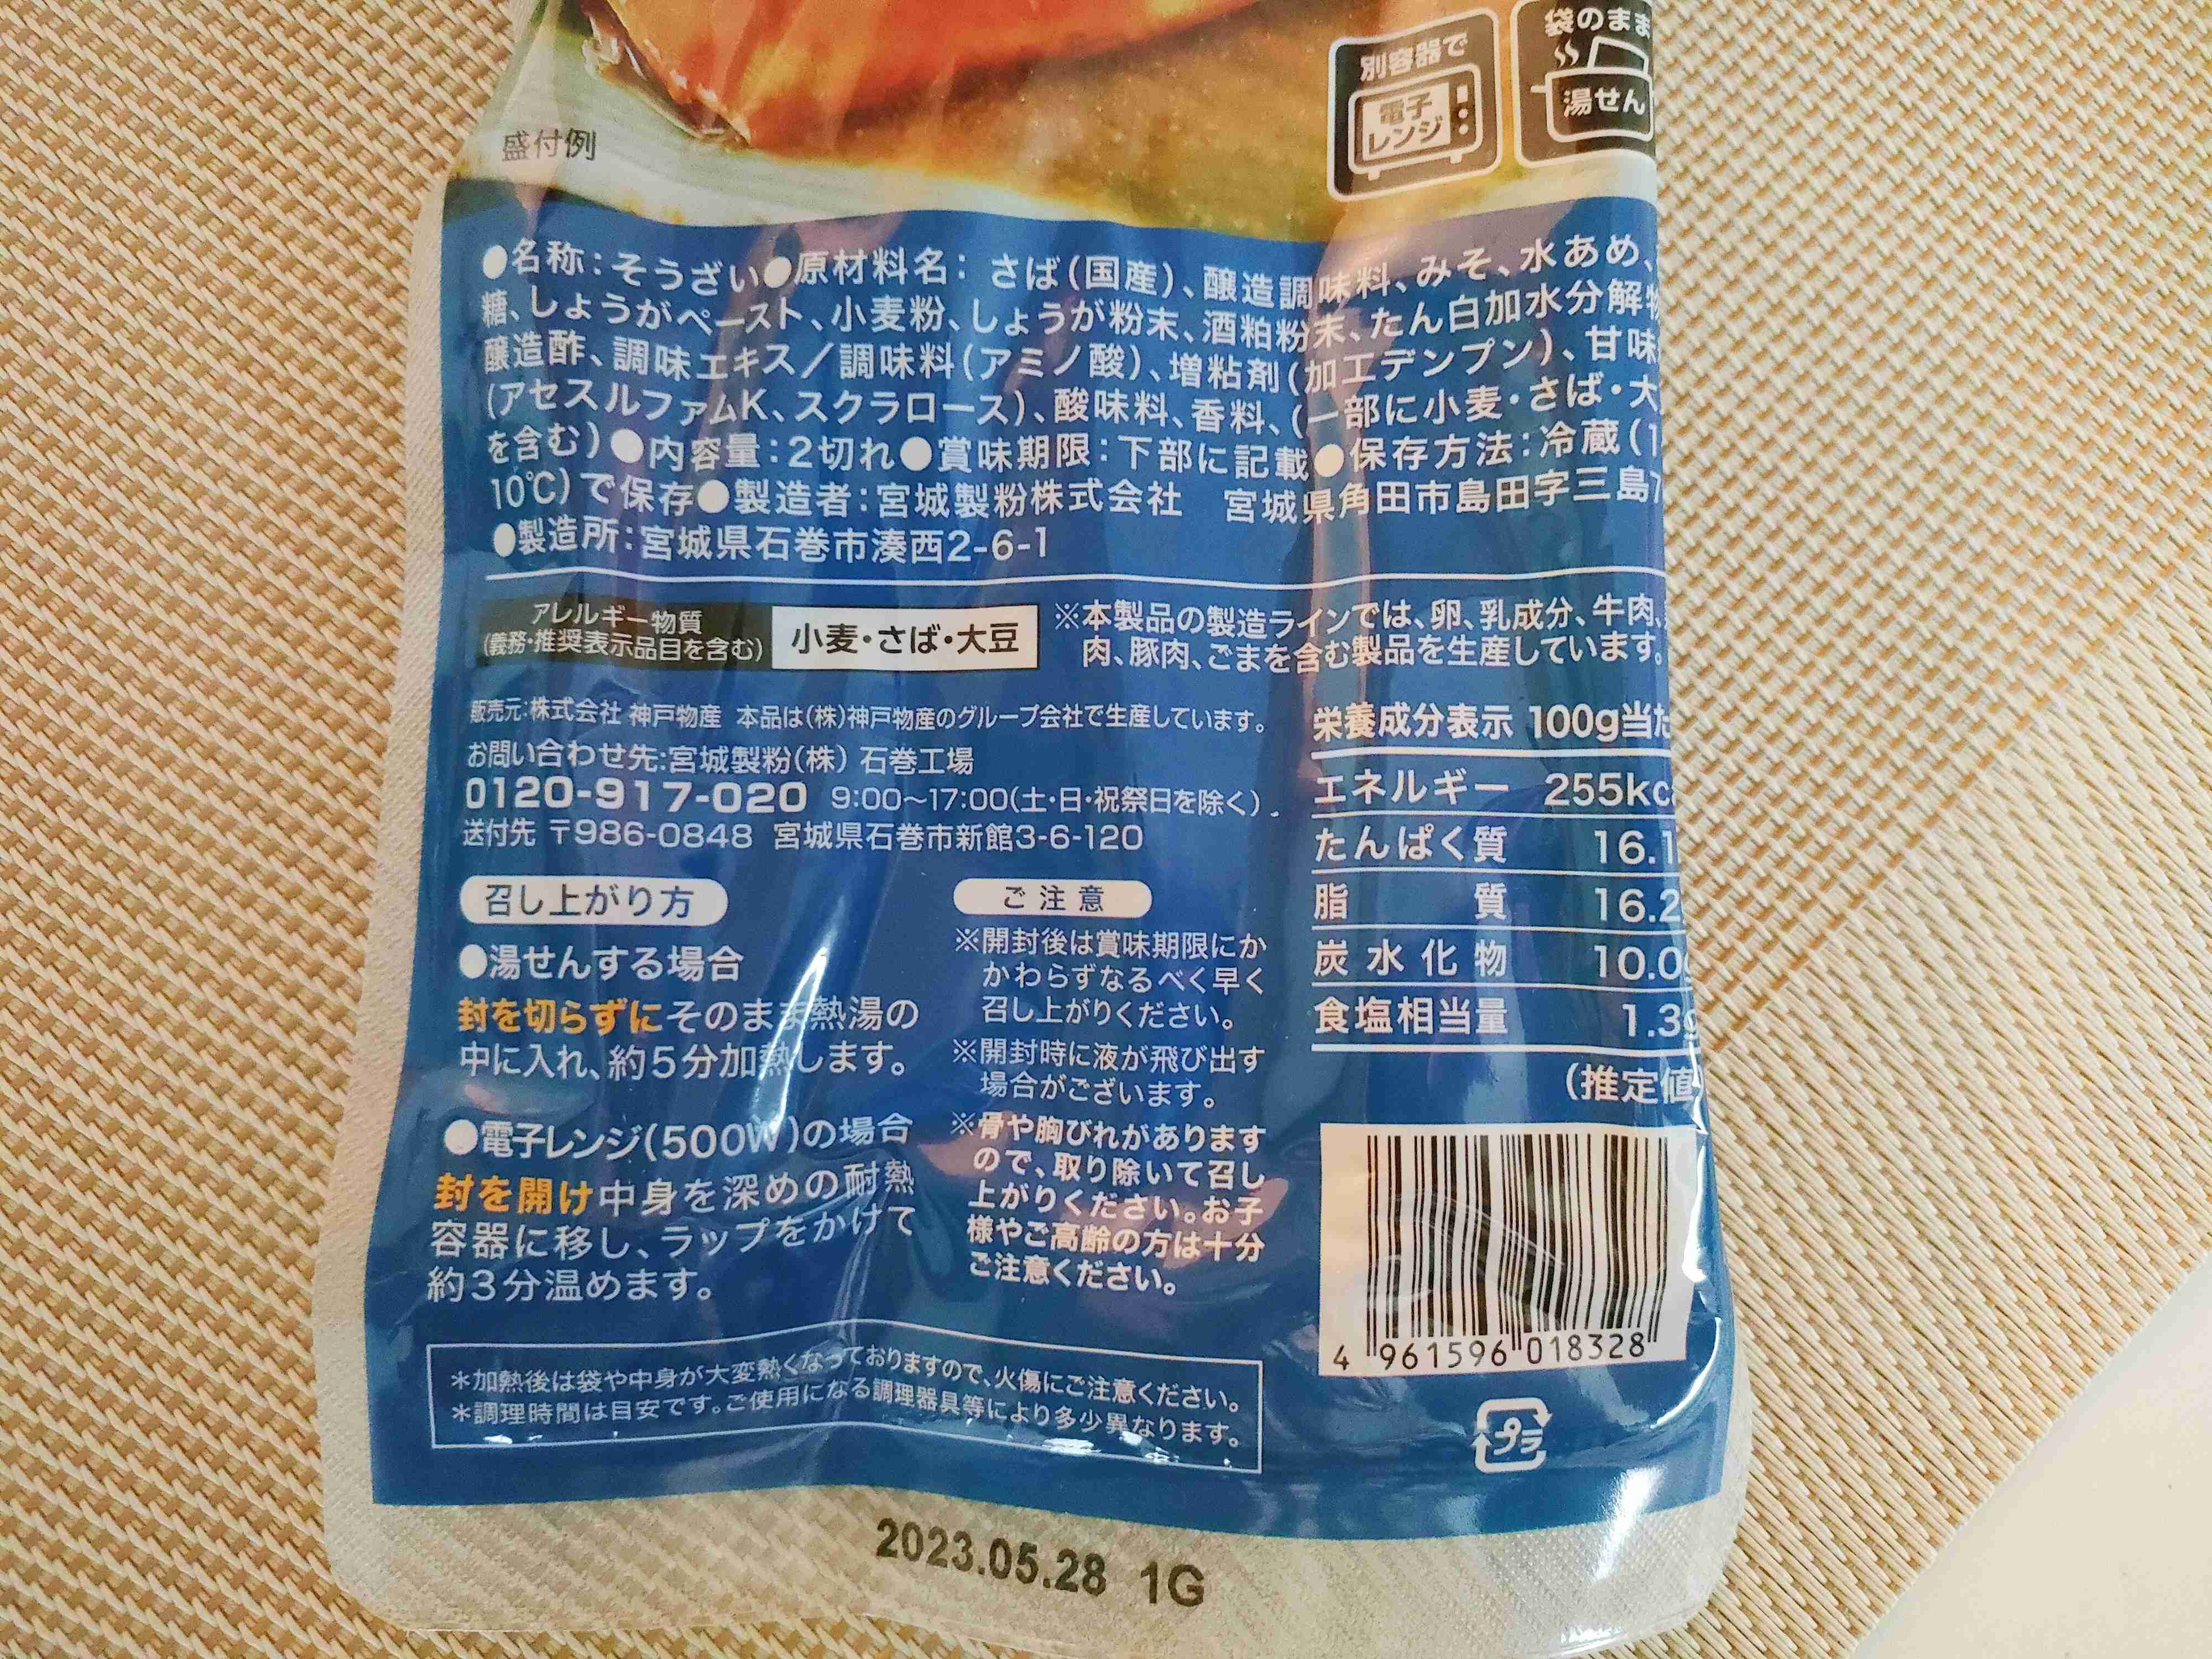 盛付例
別容器で
電子
レンジ
袋のまま
湯せん
●名称：そうざい●原材料名：さば（国産）、醸造調味料、みそ、水あめ、
糖、しょうがペースト、小麦粉、しょうが粉末、酒粕粉末、たん白加水分解物
醸造酢、調味エキス／調味料（アミノ酸）、増粘剤（加工デンプン）、甘味
（アセスルファムK、スクラロース）、酸味料、香料、（一部に小麦・さば・大
を含む）●内容量：2切れ●賞味期限：下部に記載●保存方法：冷蔵（1
10℃）で保存●製造者：宮城製粉株式会社　宮城県角田市島田字三島7
●製造所：宮城県石巻市湊西2-6-1
アレルギー物質
（義務・推奨表示品目を含む）
小麦・さば・大豆
※本製品の製造ラインでは、卵、乳成分、牛肉、
肉、豚肉、ごまを含む製品を生産しています。
販売元：株式会社 神戸物産 本品は（株）神戸物産のグループ会社で生産しています。
お問い合わせ先：宮城製粉（株）石巻工場
0120-917-020 9:00～17:00（土・日・祝祭日を除く）
送付先 〒986-0848 宮城県石巻市新館3-6-120
召し上がり方
●湯せんする場合
封を切らずにそのまま熱湯の
中に入れ、約5分加熱します。
●電子レンジ（500W）の場合
封を開け中身を深めの耐熱
容器に移し、ラップをかけて
約3分温めます。
ご注意
※開封後は賞味期限にか
かわらずなるべく早く
召し上がりください。
※開封時に液が飛び出す
場合がございます。
※骨や胸びれがあります
ので、取り除いて召し
上がりください。お子
様やご高齢の方は十分
ご注意ください。
栄養成分表示 100g当た
エネルギー 255kc
たんぱく質 16.1
脂質 16.2
炭水化物 10.0g
食塩相当量 1.3g
（推定値
4 961596 018328
プラ
＊加熱後は袋や中身が大変熱くなっておりますので、火傷にご注意ください。
＊調理時間は目安です。ご使用になる調理器具等により多少異なります。
2023.05.28 1G